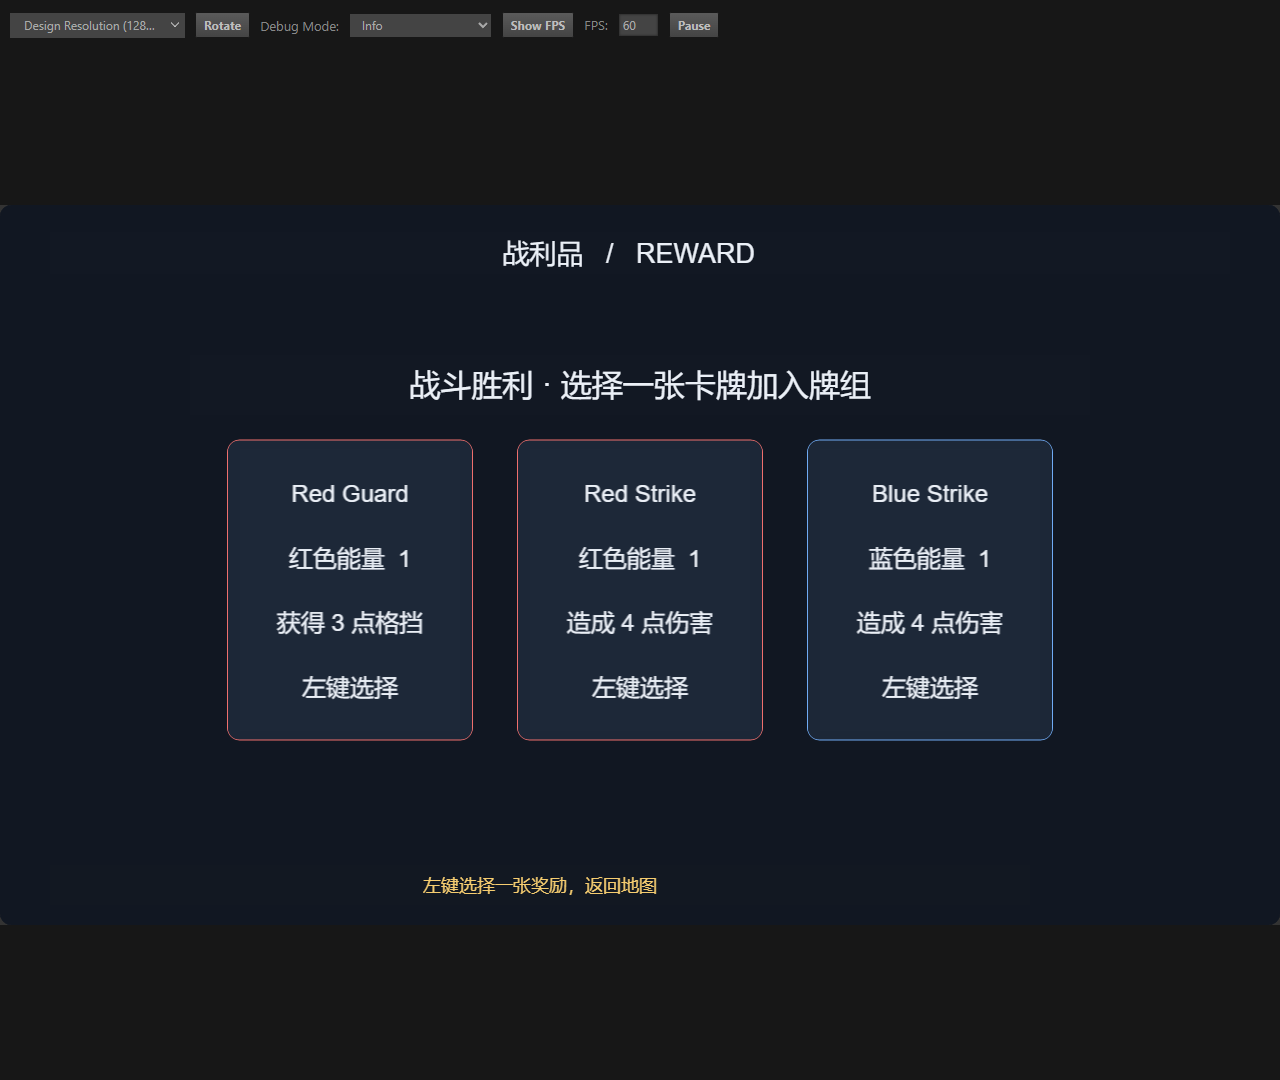 Design Resolution (128... Rotate Debug Mode: Info Show FPS FPS: 60 Pause
战利品 / REWARD
战斗胜利 · 选择一张卡牌加入牌组
Red Guard
红色能量 1
获得 3 点格挡
左键选择
Red Strike
红色能量 1
造成 4 点伤害
左键选择
Blue Strike
蓝色能量 1
造成 4 点伤害
左键选择
左键选择一张奖励，返回地图